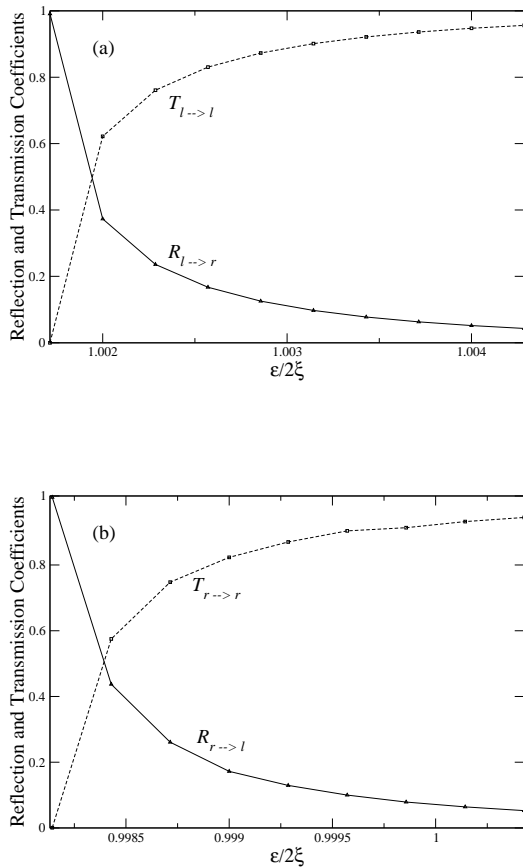 Reflection and Transmission Coefficients
1
0.8
0.6
0.4
0.2
0
(a)
T l --> l
R l --> r
1.002 1.003 1.004
ε/2ξ
Reflection and Transmission Coefficients
1
0.8
0.6
0.4
0.2
0
(b)
T r --> r
R r --> l
0.9985 0.999 0.9995 1
ε/2ξ